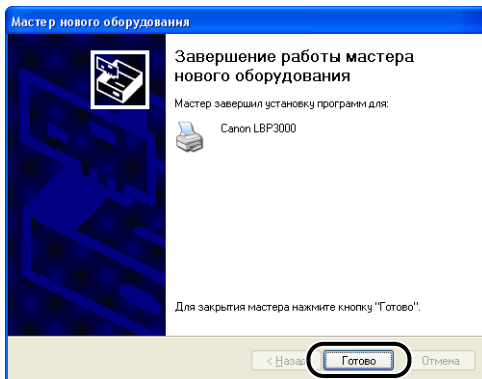 Мастер нового оборудования
Завершение работы мастера
нового оборудования
Мастер завершил установку программ для:
Canon LBP3000
Для закрытия мастера нажмите кнопку "Готово".
< Назад
Готово
Отмена